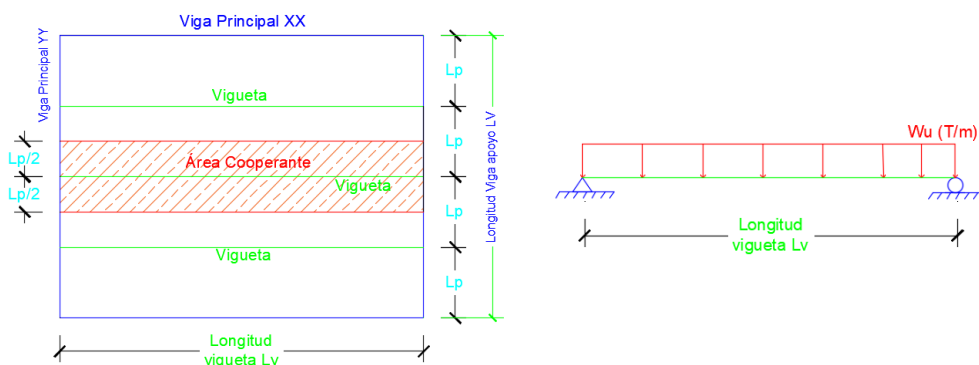 Viga Principal XX
Viga Principal YY
Lp
Vigueta
Lp
Lp/2
Área Cooperante
Lp/2
Vigueta
Lp
Vigueta
Lp
Longitud Viga apoyo LV
Longitud
vigueta Lv
Wu (T/m)
Longitud
vigueta Lv